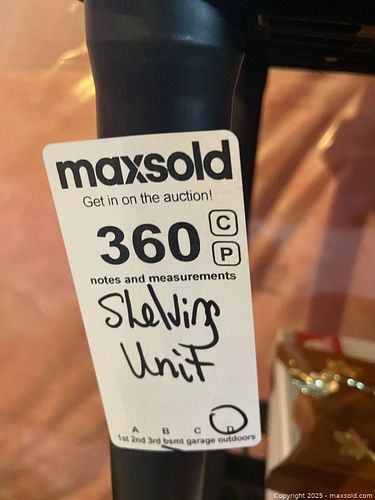 maxsold
Get in on the auction!
360 C
P
notes and measurements
Shelving
Unit
A B C D
1st 2nd 3rd bsmt garage outdoors
Copyright 2025 - maxsold.com